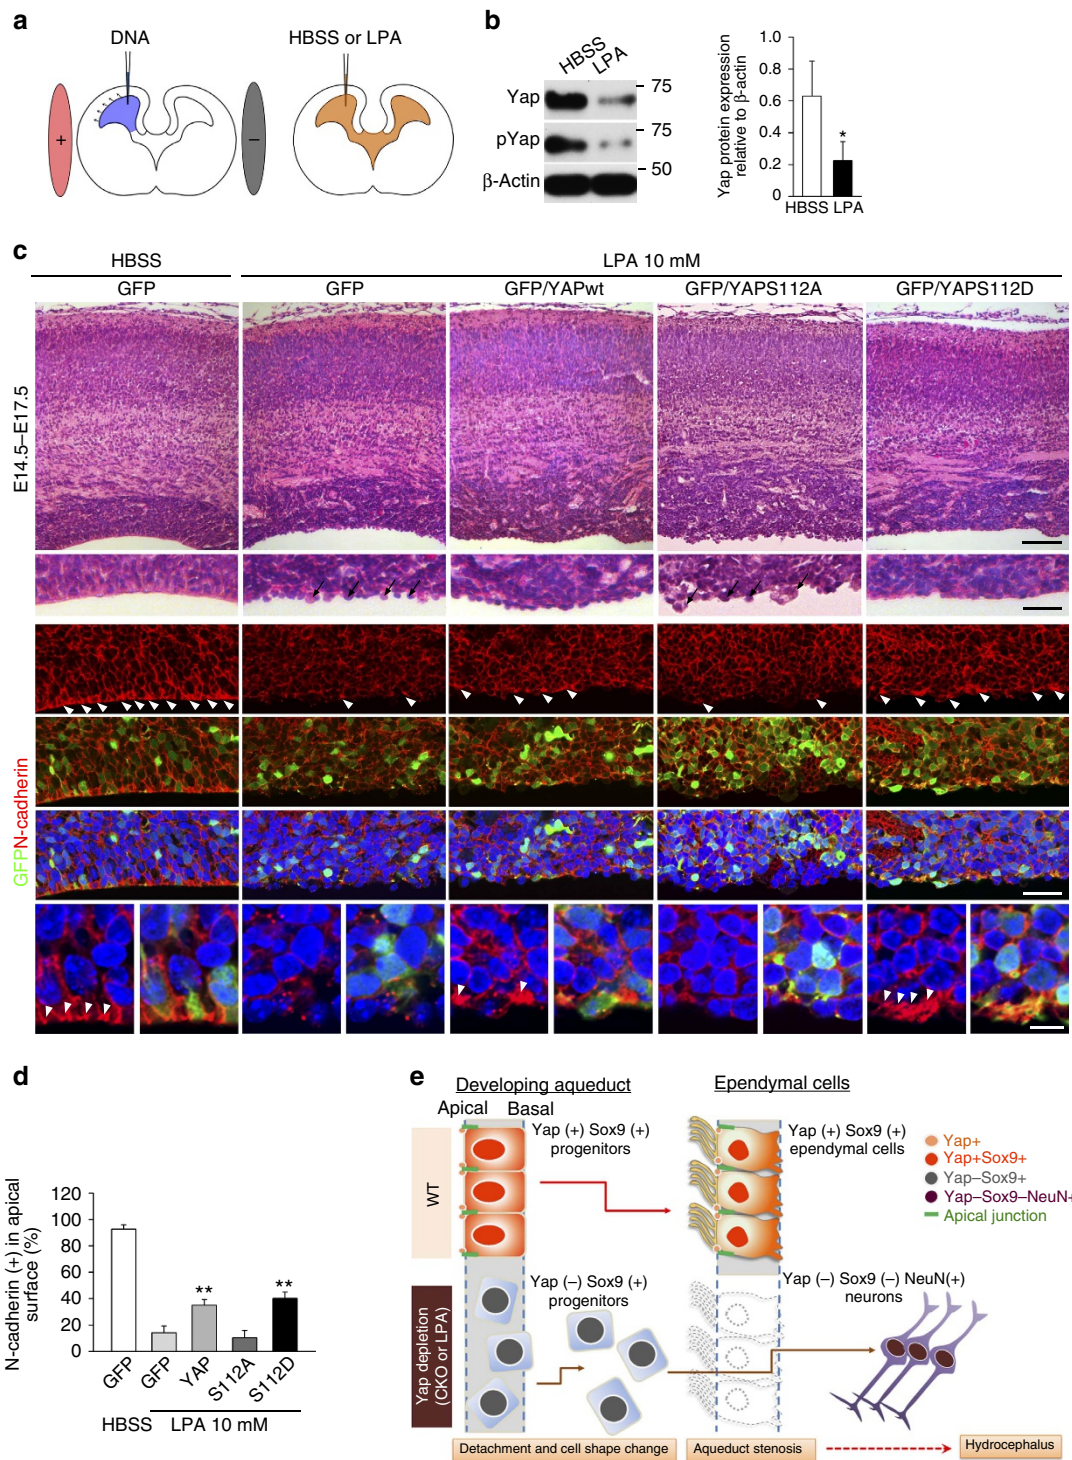 a
DNA
HBSS or LPA
+
−
b
HBSS
LPA
Yap
pYap
β-Actin
75
75
50
Yap protein expression
relative to β-actin
1.0
0.8
0.6
0.4
0.2
0
*
HBSS LPA
c
HBSS
LPA 10 mM
GFP
GFP
GFP/YAPwt
GFP/YAPS112A
GFP/YAPS112D
E14.5–E17.5
GFPN-cadherin
d
N-cadherin (+) in apical
surface (%)
120
100
80
60
40
20
0
**
**
GFP
GFP
YAP
S112A
S112D
HBSS
LPA 10 mM
e
Developing aqueduct
Ependymal cells
Apical
Basal
WT
Yap (+) Sox9 (+)
progenitors
Yap (+) Sox9 (+)
ependymal cells
Yap+
Yap+Sox9+
Yap–Sox9+
Yap–Sox9–NeuN+
Apical junction
Yap depletion
(CKO or LPA)
Yap (–) Sox9 (+)
progenitors
Yap (–) Sox9 (–) NeuN(+)
neurons
Detachment and cell shape change
Aqueduct stenosis
Hydrocephalus